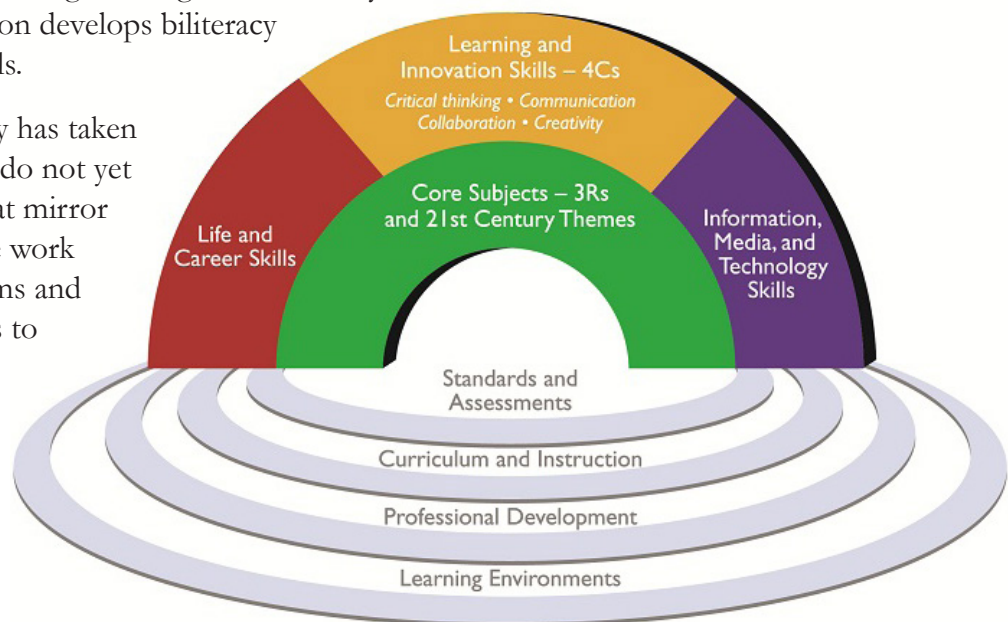 on develops biliteracy
ls.
y has taken
do not yet
at mirror
work
ms and
s to
Learning and
Innovation Skills – 4Cs
Critical thinking • Communication
Collaboration • Creativity
Core Subjects – 3Rs
and 21st Century Themes
Life and
Career Skills
Information,
Media, and
Technology
Skills
Standards and
Assessments
Curriculum and Instruction
Professional Development
Learning Environments